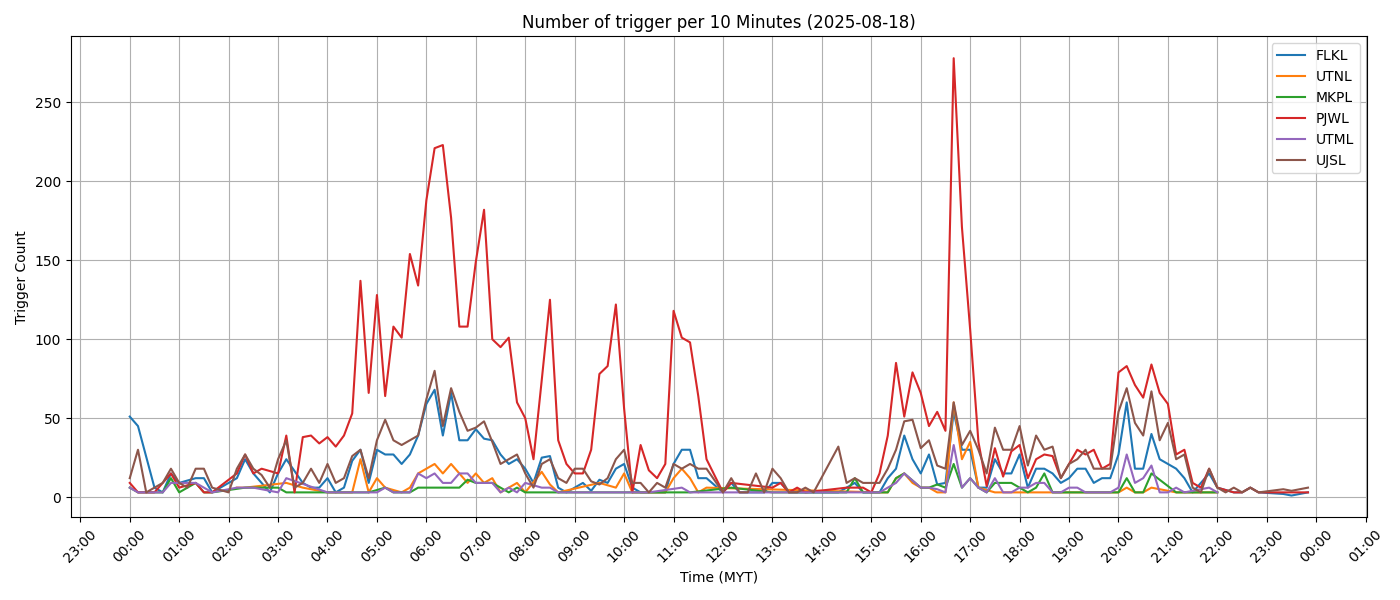 Number of trigger per 10 Minutes (2025-08-18)
FLKL
UTNL
MKPL
PJWL
UTML
UJSL
Trigger Count
250
200
150
100
50
0
23:00 00:00 01:00 02:00 03:00 04:00 05:00 06:00 07:00 08:00 09:00 10:00 11:00 12:00 13:00 14:00 15:00 16:00 17:00 18:00 19:00 20:00 21:00 22:00 23:00 00:00 01:00
Time (MYT)